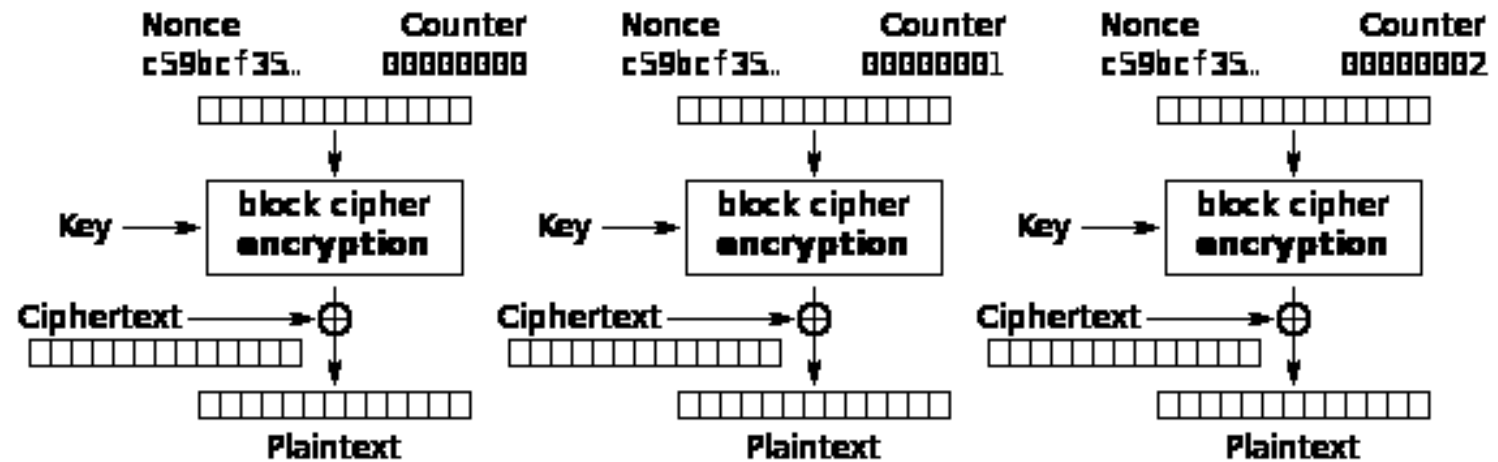 Nonce Counter Nonce Counter Nonce Counter
c59bcf35… 00000000 c59bcf35… 00000001 c59bcf35… 00000002
block cipher block cipher block cipher
Key Key Key
encryption encryption encryption
Ciphertext Ciphertext Ciphertext
Plaintext Plaintext Plaintext